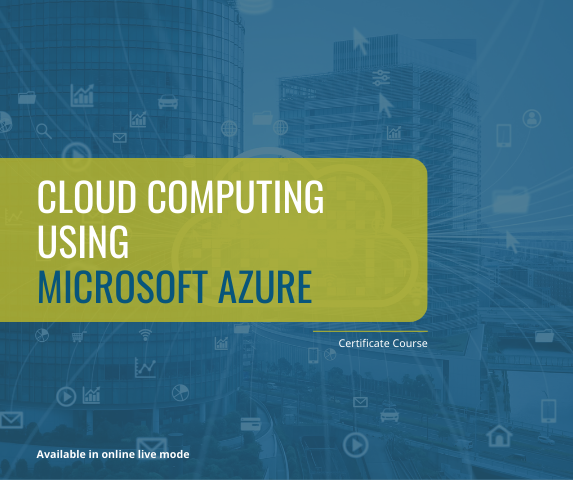 CLOUD COMPUTING
USING
MICROSOFT AZURE
Certificate Course
Available in online live mode